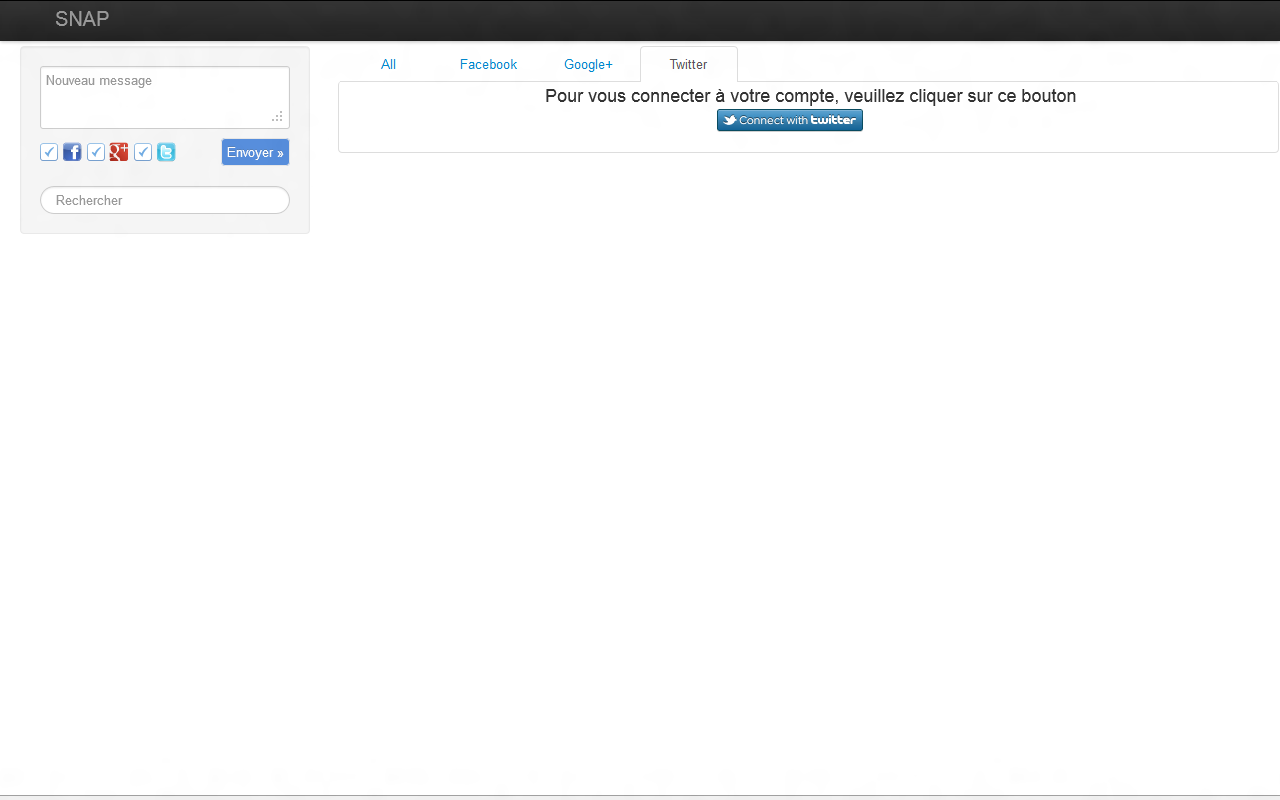 SNAP
Nouveau message
Envoyer »
Rechercher
All Facebook Google+ Twitter
Pour vous connecter à votre compte, veuillez cliquer sur ce bouton
Connect with twitter